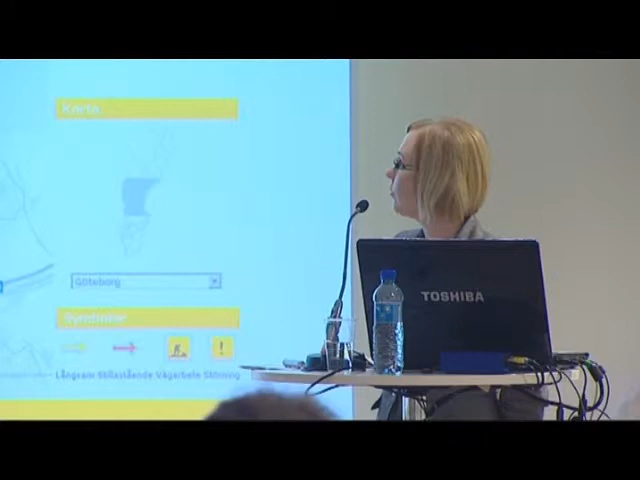 Karta
Göteborg
Symboler
Långsam Stillastående Vägarbete Störning
TOSHIBA